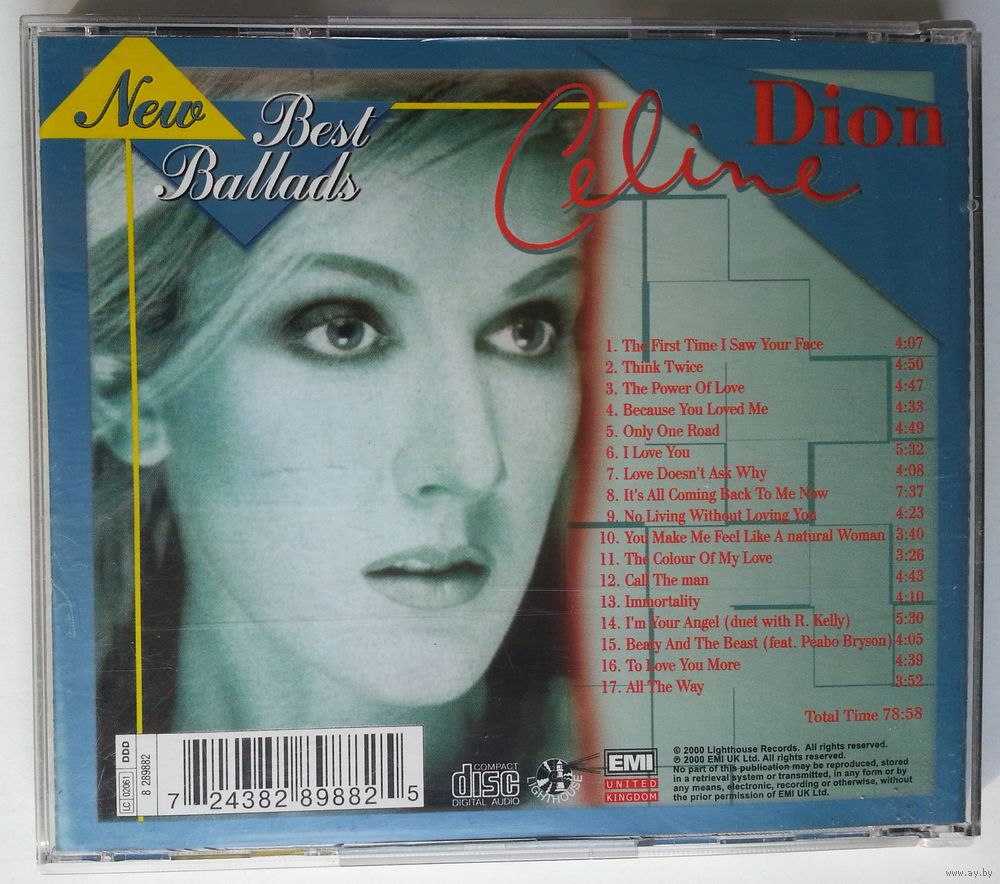 New
Best
Ballads
Celine
Dion
1. The First Time I Saw Your Face 4:07
2. Think Twice 4:50
3. The Power Of Love 4:47
4. Because You Loved Me 4:33
5. Only One Road 4:49
6. I Love You 5:32
7. Love Doesn't Ask Why 4:08
8. It's All Coming Back To Me Now 7:37
9. No Living Without Loving You 4:23
10. You Make Me Feel Like A natural Woman 3:40
11. The Colour Of My Love 3:26
12. Call The man 4:43
13. Immortality 4:10
14. I'm Your Angel (duet with R. Kelly) 5:30
15. Beaty And The Beast (feat. Peabo Bryson) 4:05
16. To Love You More 4:39
17. All The Way 3:52
Total Time 78:58
LC 02061 DDD
8 289882
7 24382 89882 5
COMPACT
disc
DIGITAL AUDIO
LIGHTHOUSE
EMI
UNITED
KINGDOM
© 2000 Lighthouse Records. All rights reserved.
℗ 2000 EMI UK Ltd. All rights reserved.
No part of this publication may be reproduced, stored
in a retrieval system or transmitted, in any form or by
any means, electronic, recording or otherwise, without
the prior permission of EMI UK Ltd.
www.ay.by